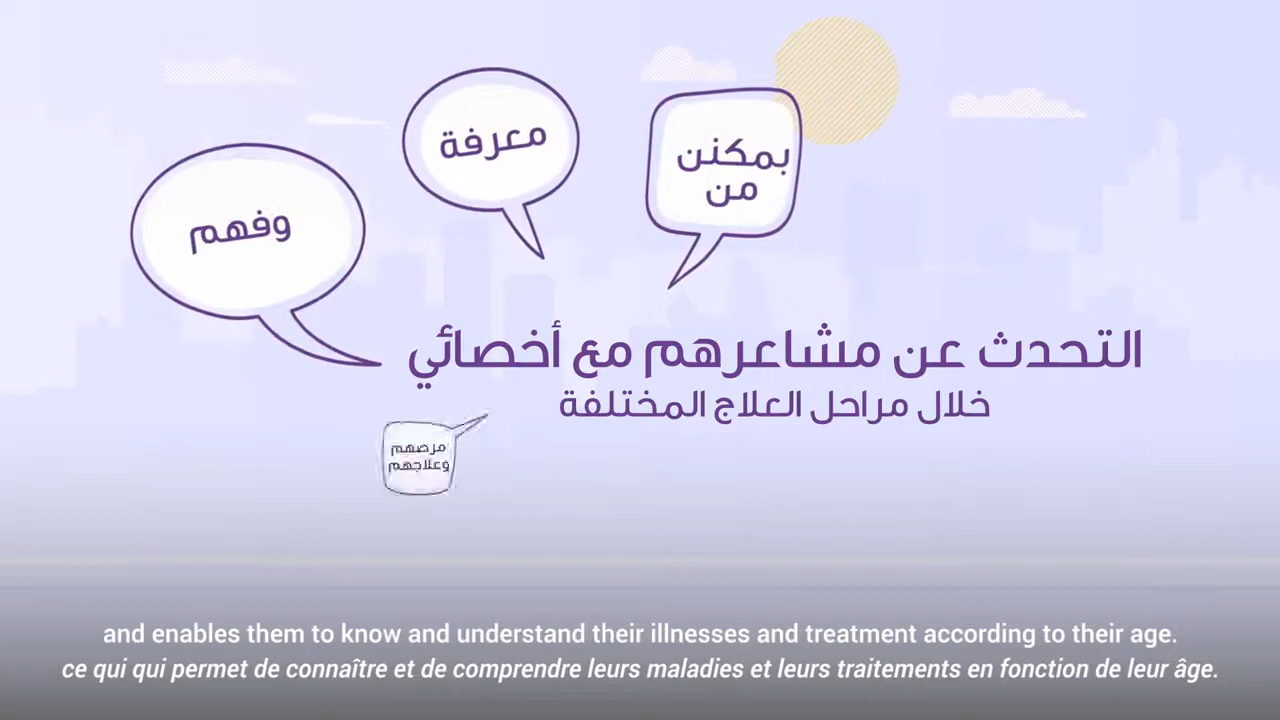 بمكنن
من
معرفة
وفهم
التحدث عن مشاعرهم مع أخصائي
خلال مراحل العلاج المختلفة
مرضهم
وعلاجهم
and enables them to know and understand their illnesses and treatment according to their age.
ce qui qui permet de connaître et de comprendre leurs maladies et leurs traitements en fonction de leur âge.